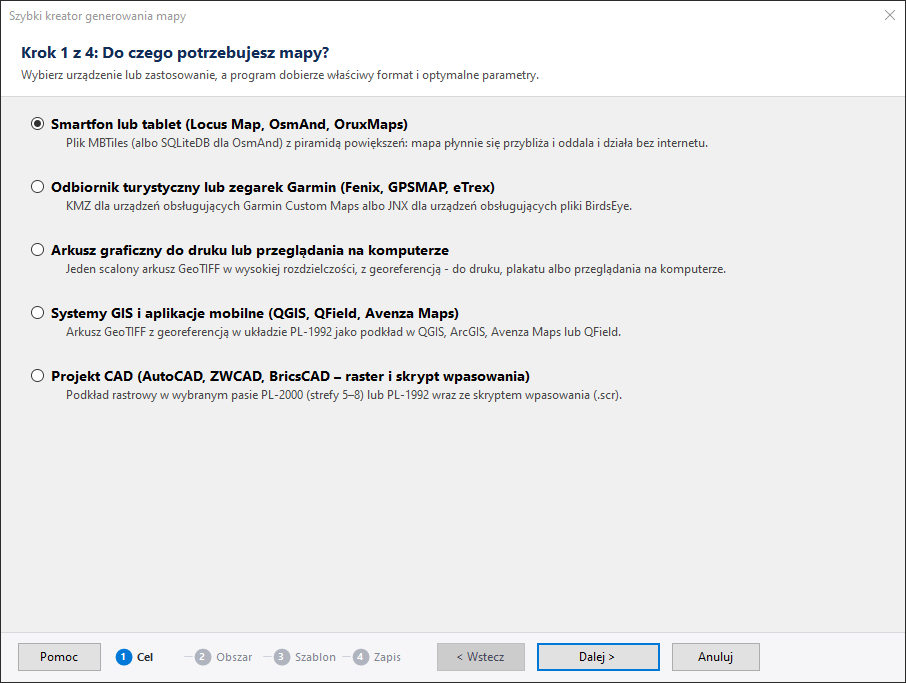 Szybki kreator generowania mapy
Krok 1 z 4: Do czego potrzebujesz mapy?
Wybierz urządzenie lub zastosowanie, a program dobierze właściwy format i optymalne parametry.
Smartfon lub tablet (Locus Map, OsmAnd, OruxMaps)
Plik MBTiles (albo SQLiteDB dla OsmAnd) z piramidą powiększeń: mapa płynnie się przybliża i oddala i działa bez internetu.
Odbiornik turystyczny lub zegarek Garmin (Fenix, GPSMAP, eTrex)
KMZ dla urządzeń obsługujących Garmin Custom Maps albo JNX dla urządzeń obsługujących pliki BirdsEye.
Arkusz graficzny do druku lub przeglądania na komputerze
Jeden scalony arkusz GeoTIFF w wysokiej rozdzielczości, z georeferencją - do druku, plakatu albo przeglądania na komputerze.
Systemy GIS i aplikacje mobilne (QGIS, QField, Avenza Maps)
Arkusz GeoTIFF z georeferencją w układzie PL-1992 jako podkład w QGIS, ArcGIS, Avenza Maps lub QField.
Projekt CAD (AutoCAD, ZWCAD, BricsCAD – raster i skrypt wpasowania)
Podkład rastrowy w wybranym pasie PL-2000 (strefy 5–8) lub PL-1992 wraz ze skryptem wpasowania (.scr).
Pomoc 1 Cel 2 Obszar 3 Szablon 4 Zapis < Wstecz Dalej > Anuluj